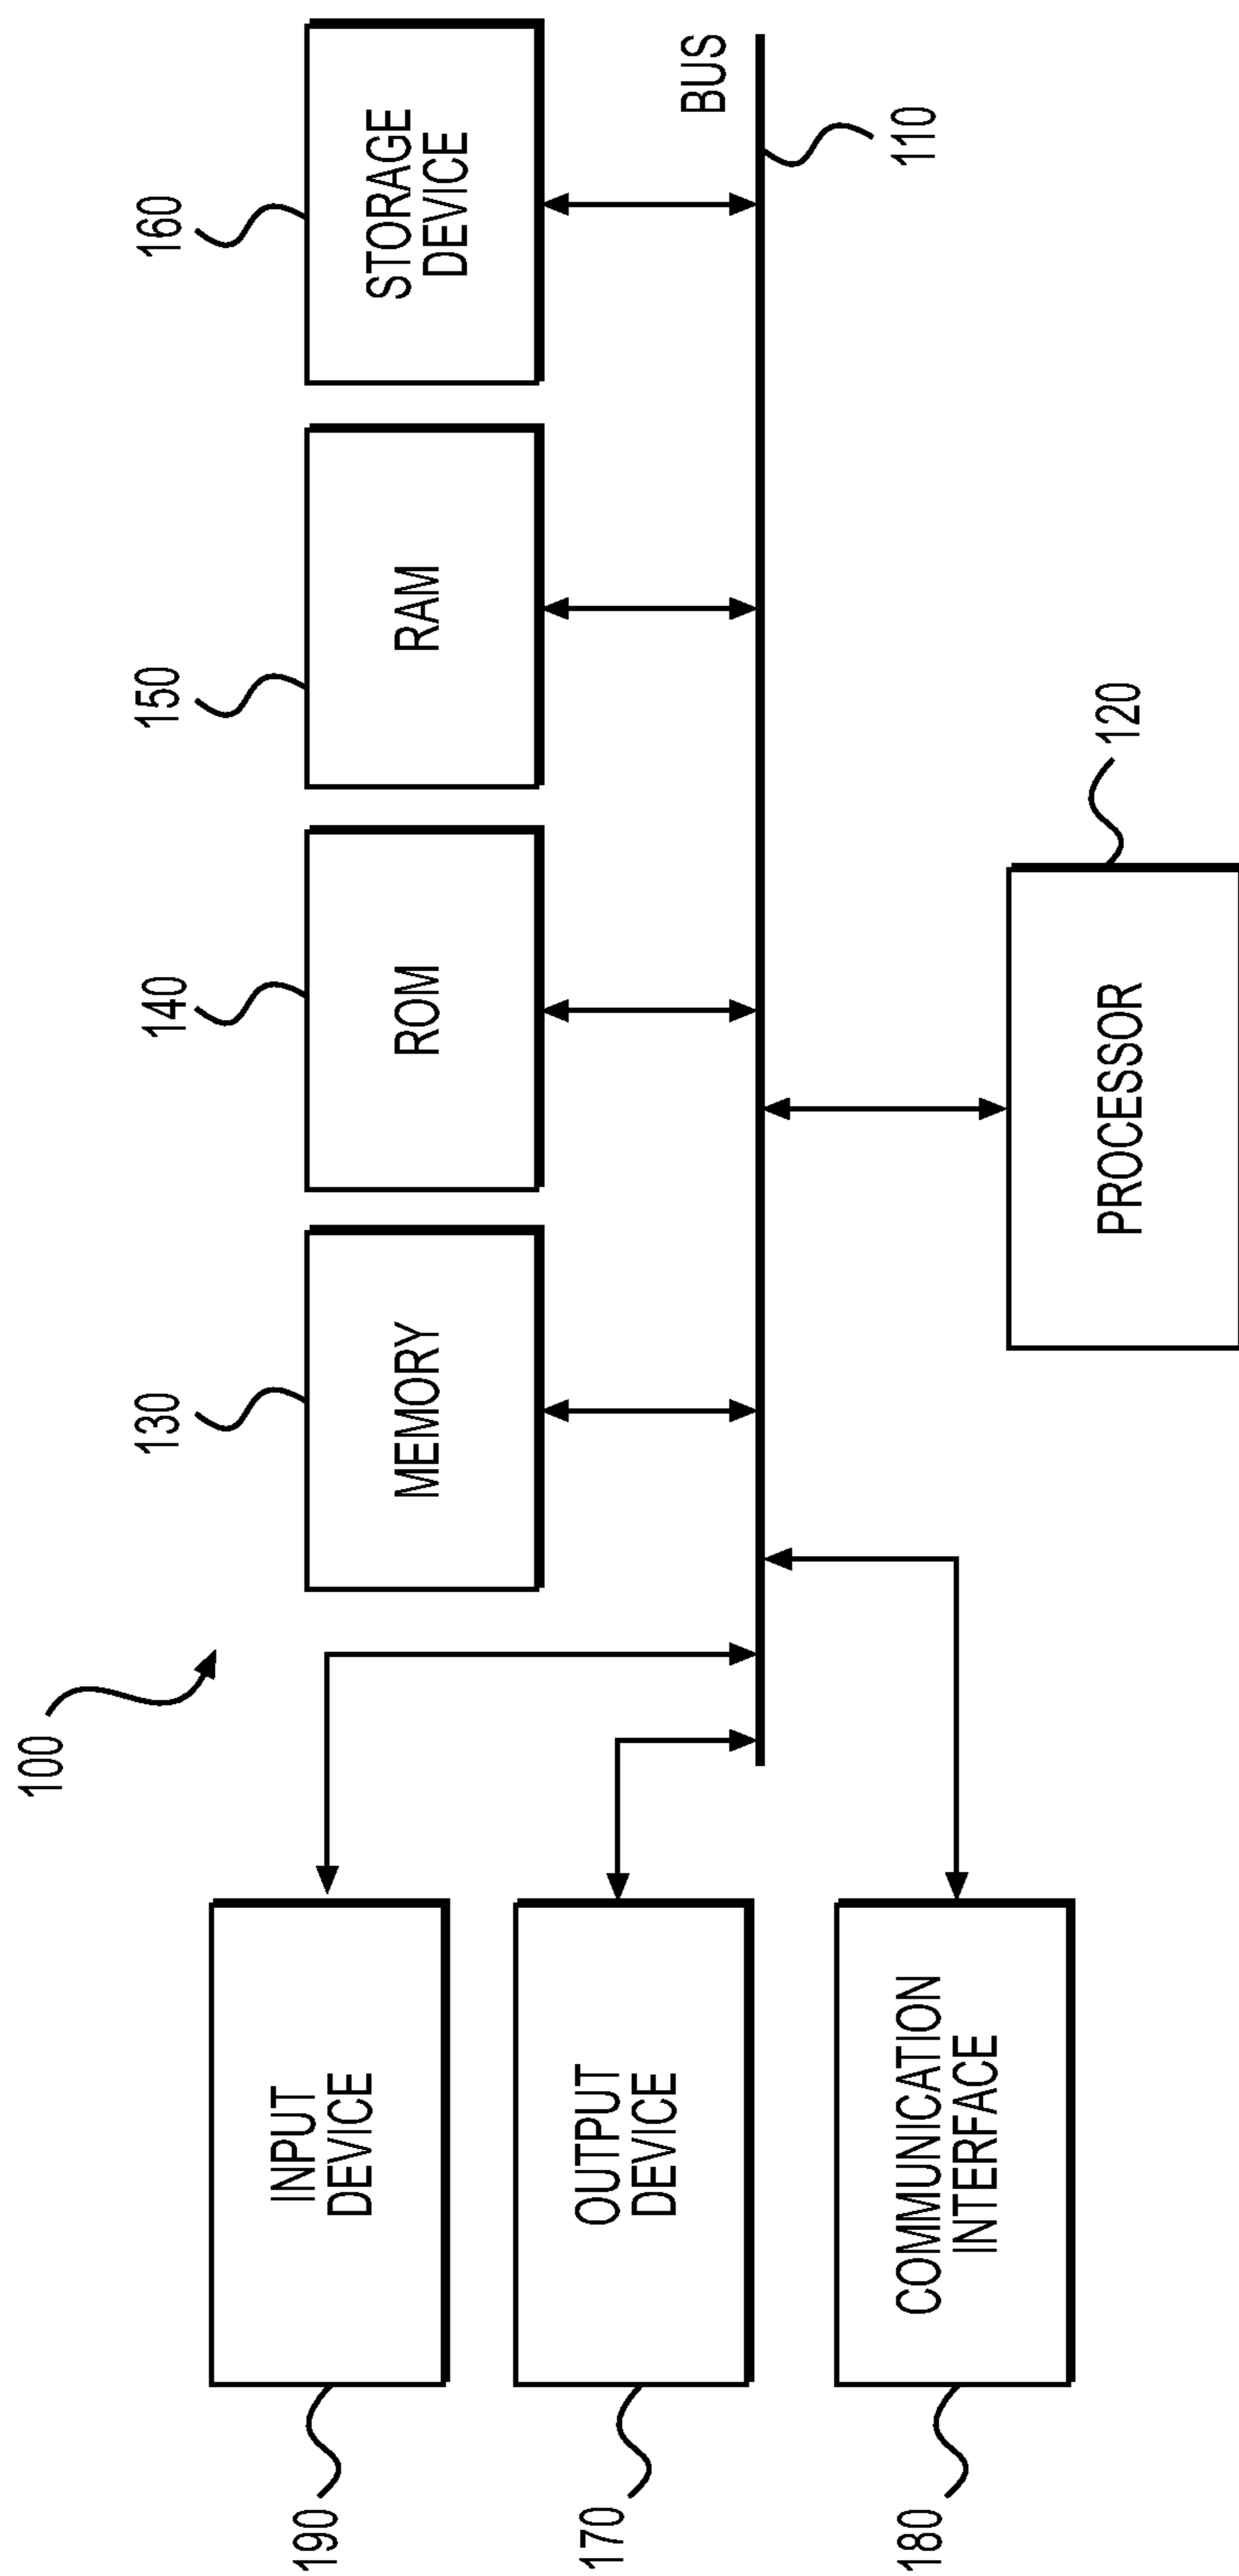 100
190
INPUT
DEVICE
170
OUTPUT
DEVICE
180
COMMUNICATION
INTERFACE
130
MEMORY
140
ROM
150
RAM
160
STORAGE
DEVICE
BUS
110
PROCESSOR
120